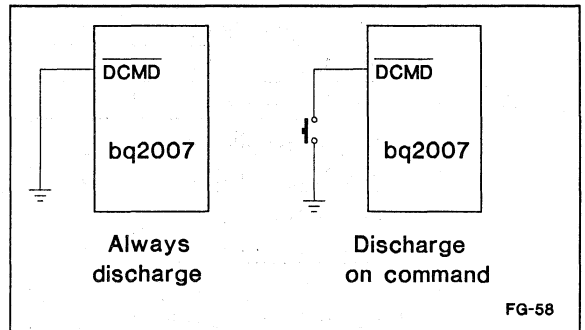 DCMD
bq2007
Always
discharge
DCMD
bq2007
Discharge
on command
FG-58